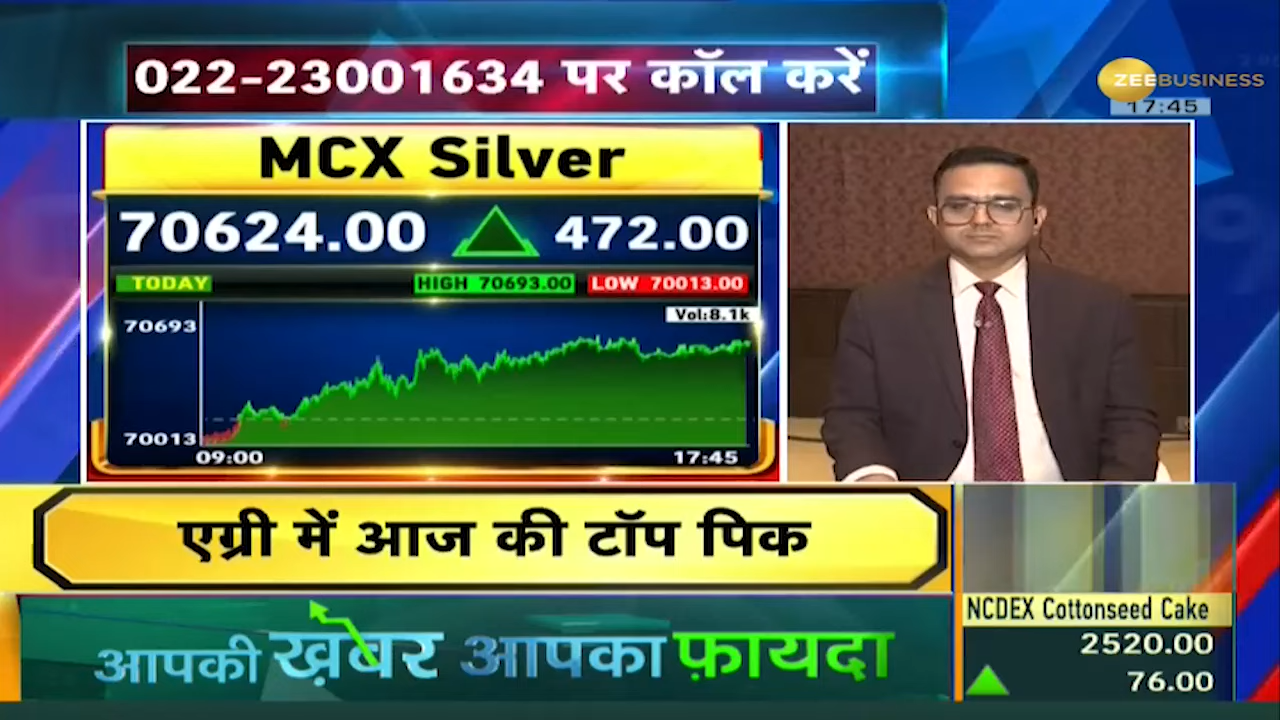 022-23001634 पर कॉल करें
ZEEBUSINESS
17:45
MCX Silver
70624.00 472.00
TODAY HIGH 70693.00 LOW 70013.00
Vol:8.1k
70693
70013
09:00 17:45
एग्री में आज की टॉप पिक
आपकी ख़बर आपका फ़ायदा
NCDEX Cottonseed Cake
2520.00
76.00